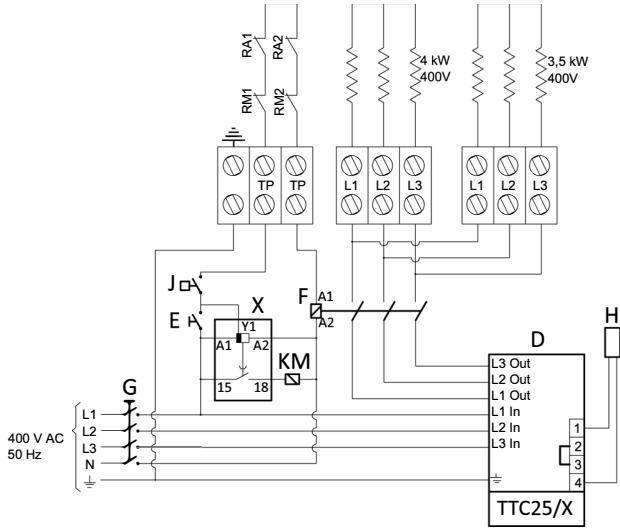 RA1 RA2
4 kW 3,5 kW
400V 400V
RM1 RM2
TP TP L1 L2 L3 L1 L2 L3
J
X F A1
E A2 H
Y1 D
A1 A2
KM L3 Out
15 18 L2 Out
G L1 Out
L1 L1 In 1
400 V AC L2 L2 In 2
50 Hz L3 L3 In 3
N
4
TTC25/X